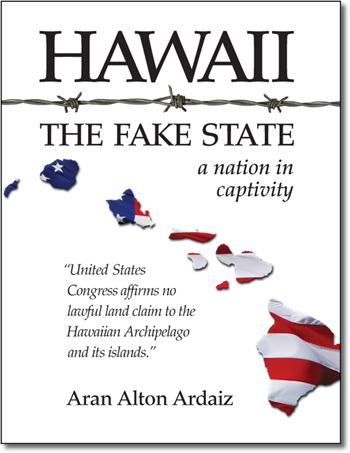 HAWAII
THE FAKE STATE
a nation in
captivity
“United States
Congress affirms no
lawful land claim to the
Hawaiian Archipelago
and its islands.”
Aran Alton Ardaiz